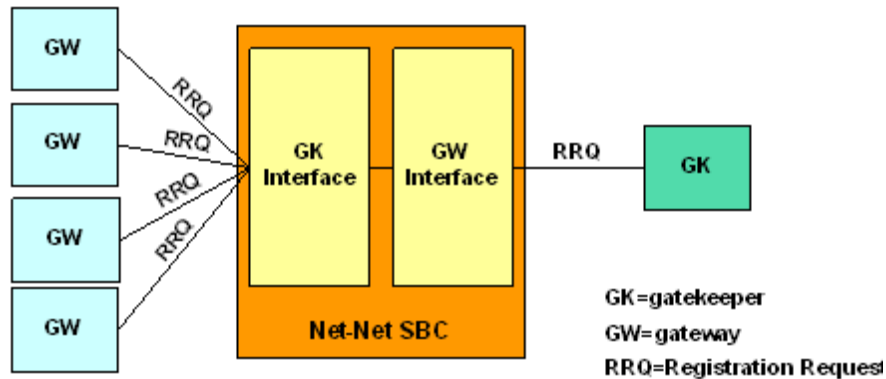 GW
GW
GW
GW
RRQ
RRQ
RRQ
RRQ
GK
Interface
GW
Interface
Net-Net SBC
RRQ
GK
GK=gatekeeper
GW=gateway
RRQ=Registration Request